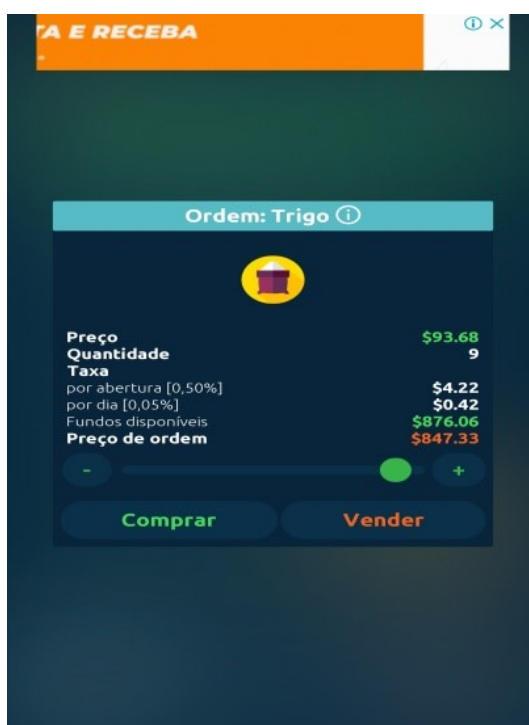 TA E RECEBA
Ordem: Trigo
Preço $93.68
Quantidade 9
Taxa
por abertura [0,50%] $4.22
por dia [0,05%] $0.42
Fundos disponíveis $876.06
Preço de ordem $847.33
- +
Comprar Vender